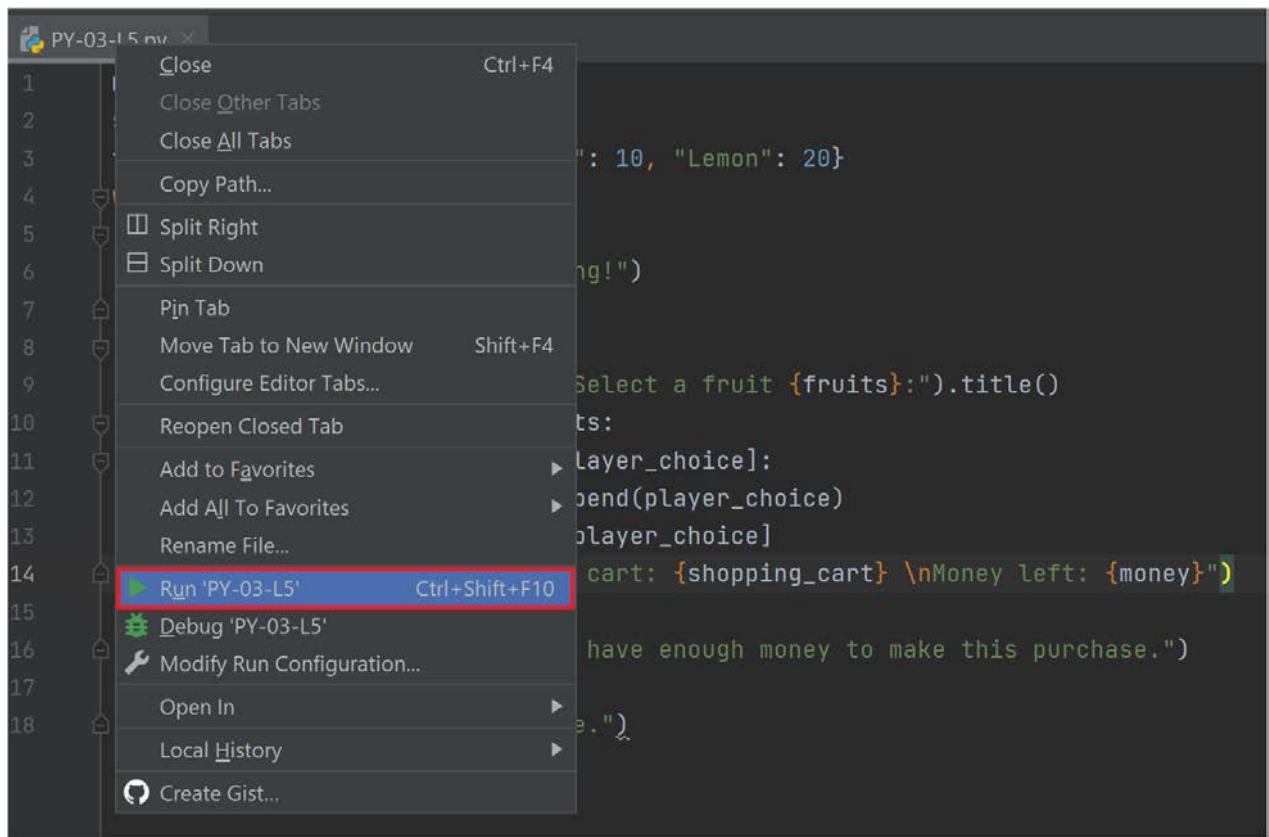 PY-03-L5.py
Close Ctrl+F4
Close Other Tabs
Close All Tabs
Copy Path...
Split Right
Split Down
Pin Tab
Move Tab to New Window Shift+F4
Configure Editor Tabs...
Reopen Closed Tab
Add to Favorites
Add All To Favorites
Rename File...
Run 'PY-03-L5' Ctrl+Shift+F10
Debug 'PY-03-L5'
Modify Run Configuration...
Open In
Local History
Create Gist...
1
2
3 ": 10, "Lemon": 20}
4
5
6 ng!")
7
8
9 Select a fruit {fruits}:").title()
10 ts:
11 layer_choice]:
12 pend(player_choice)
13 player_choice]
14 cart: {shopping_cart} \nMoney left: {money}")
15
16 have enough money to make this purchase.")
17
18 e.")